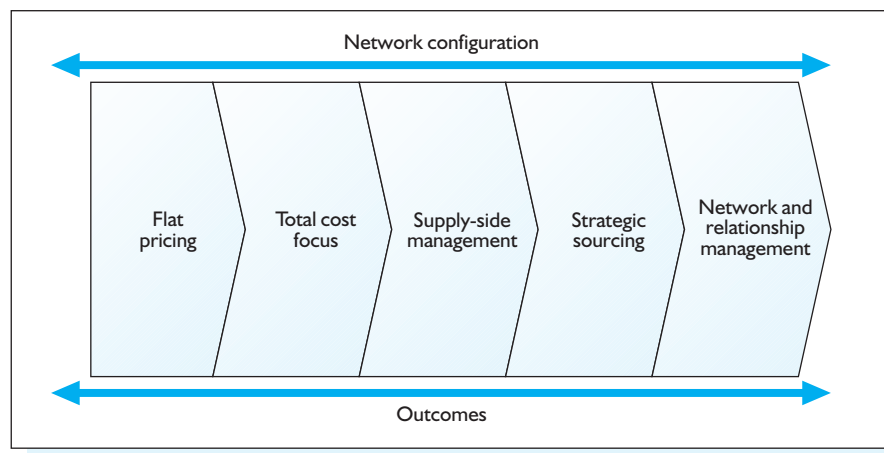 Network configuration
Flat
pricing
Total cost
focus
Supply-side
management
Strategic
sourcing
Network and
relationship
management
Outcomes